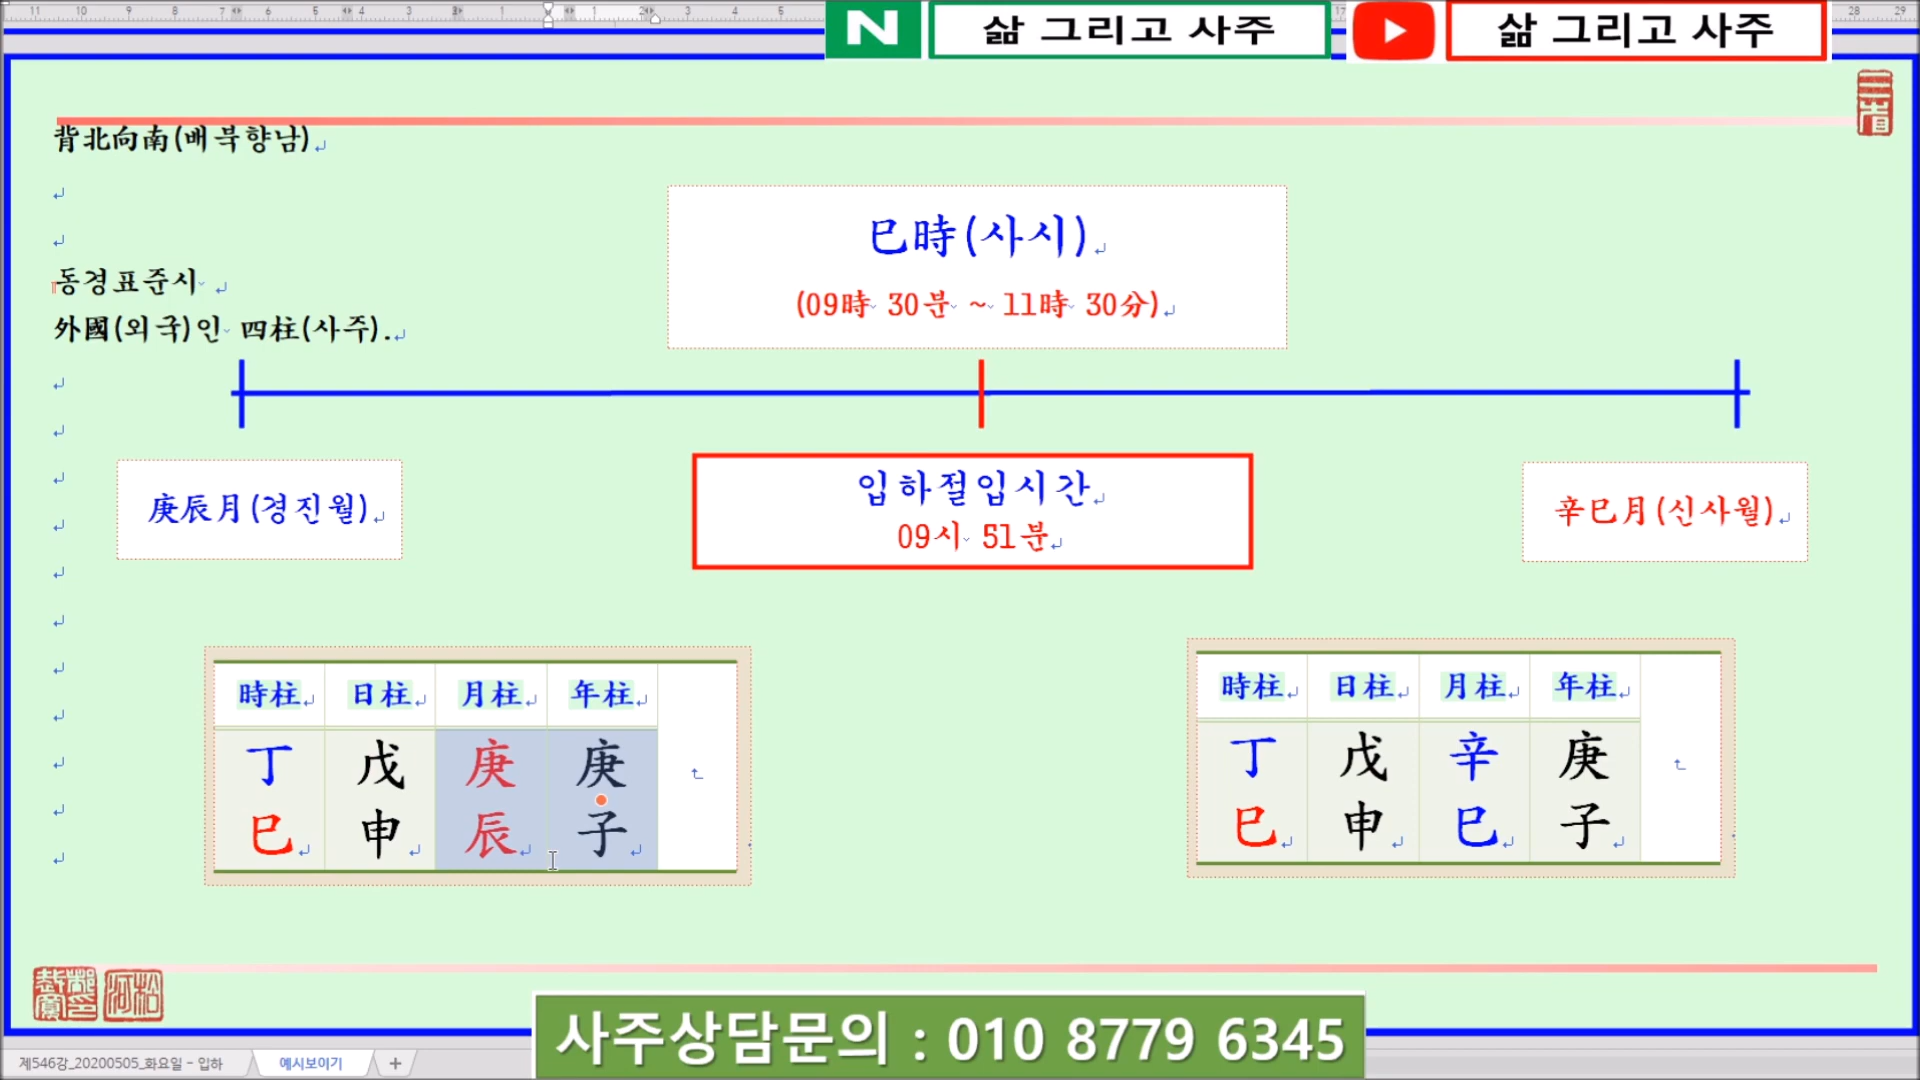 삶 그리고 사주
삶 그리고 사주
背北向南(배북향남)
巳時(사시)
(09時 30분 ~ 11時 30分)
동경표준시
外國(외국)인 四柱(사주).
庚辰月(경진월)
입하절입시간
09시 51분
辛巳月(신사월)
時柱 日柱 月柱 年柱
丁 戊 庚 庚
巳 申 辰 子
時柱 日柱 月柱 年柱
丁 戊 辛 庚
巳 申 巳 子
사주상담문의 : 010 8779 6345
제546강_20200505_화요일 - 입하
예시보이기